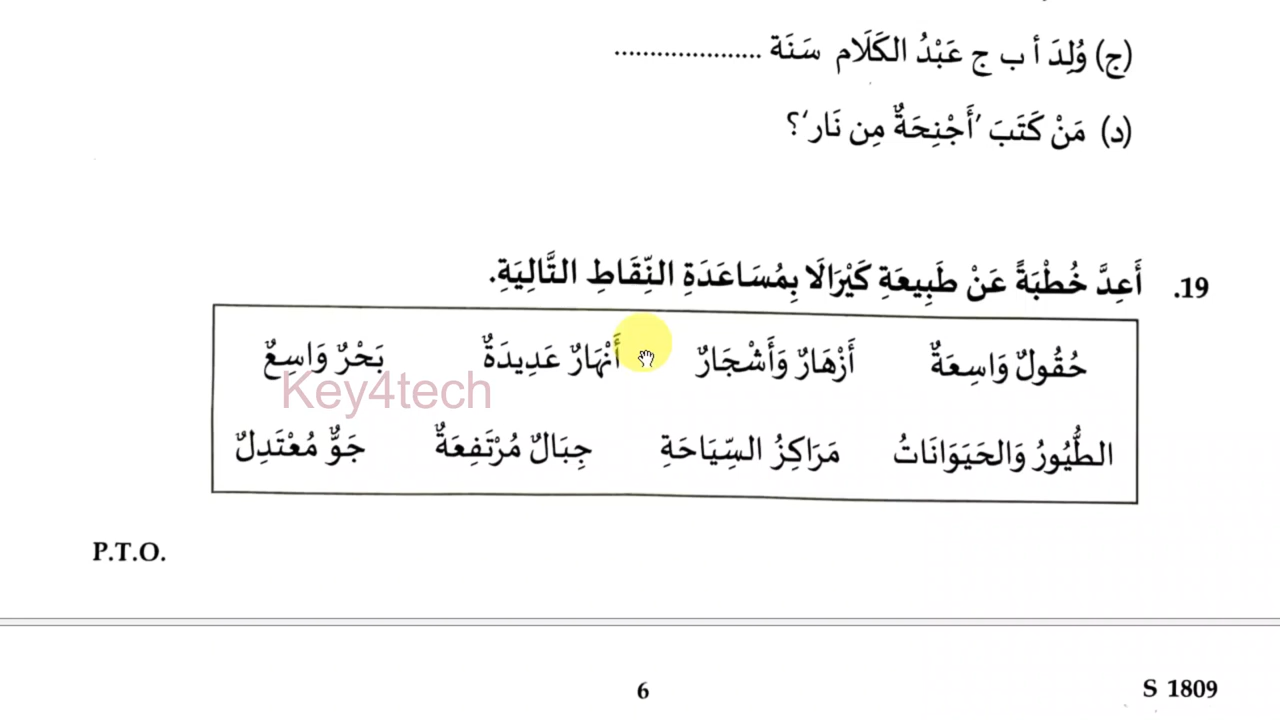 (ج) وُلِدَ أ ب ج عَبْدُ الكَلَام سَنَة .....................
(د) مَنْ كَتَبَ ’أَجْنِحَةٌ مِن نَار‘؟
19. أَعِدَّ خُطْبَةً عَنْ طَبِيعَةِ كَيْرَالَا بِمُسَاعَدَةِ النِّقَاطِ التَّالِيَةِ.
حُقُولٌ وَاسِعَةٌ أَزْهَارٌ وَأَشْجَارٌ أَنْهَارٌ عَدِيدَةٌ بَحْرٌ وَاسِعٌ
Key4tech
الطُّيُورُ وَالحَيَوَانَاتُ مَرَاكِزُ السِّيَاحَةِ جِبَالٌ مُرْتَفِعَةٌ جَوٌّ مُعْتَدِلٌ
P.T.O.
6 S 1809